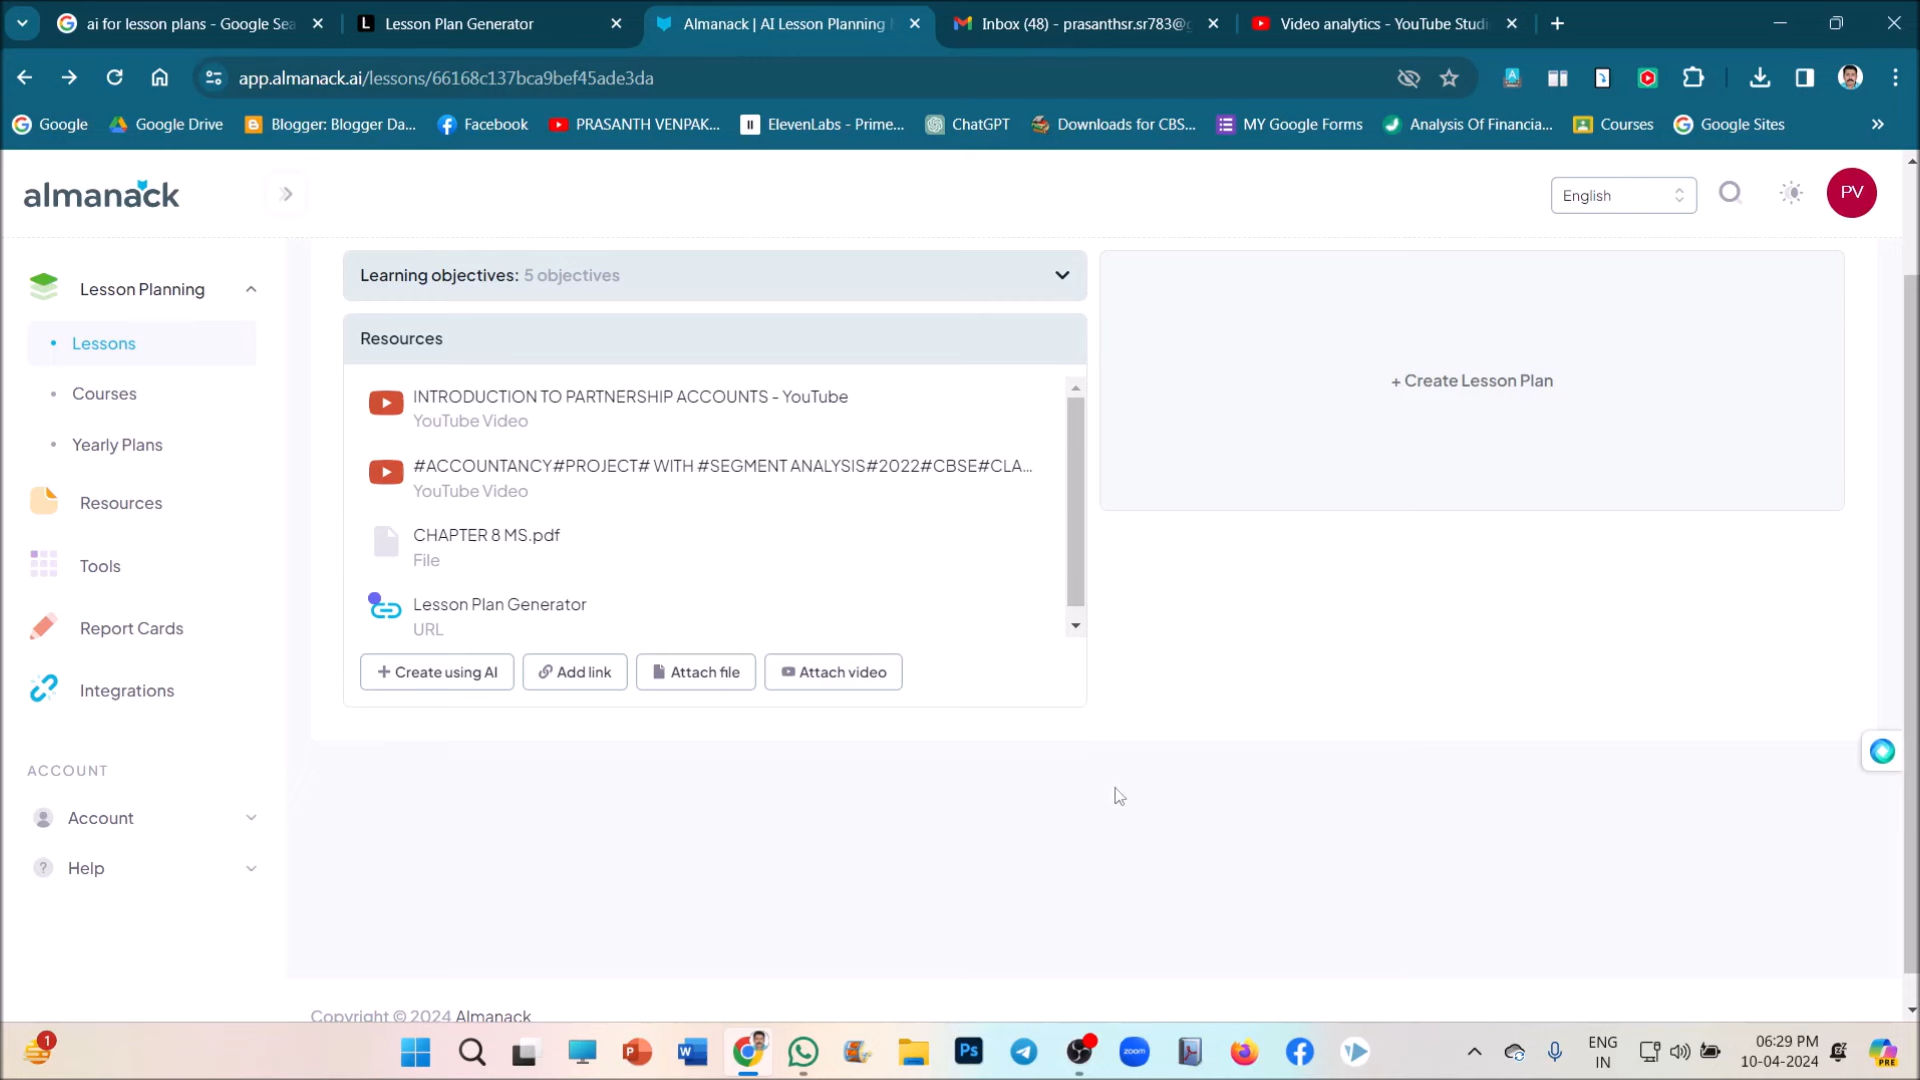 ai for lesson plans - Google Sea
L Lesson Plan Generator
Almanack | AI Lesson Planning
Inbox (48) - prasanthsr.sr783@g
Video analytics - YouTube Studi
app.almanack.ai/lessons/66168c137bca9bef45ade3da
Google
Google Drive
Blogger: Blogger Da...
Facebook
PRASANTH VENPAK...
ElevenLabs - Prime...
ChatGPT
Downloads for CBS...
MY Google Forms
Analysis Of Financia...
Courses
Google Sites
almanack
English
PV
Lesson Planning
Lessons
Courses
Yearly Plans
Resources
Tools
Report Cards
Integrations
ACCOUNT
Account
Help
Learning objectives: 5 objectives
Resources
INTRODUCTION TO PARTNERSHIP ACCOUNTS - YouTube
YouTube Video
#ACCOUNTANCY#PROJECT# WITH #SEGMENT ANALYSIS#2022#CBSE#CLA...
YouTube Video
CHAPTER 8 MS.pdf
File
Lesson Plan Generator
URL
+ Create using AI
Add link
Attach file
Attach video
+ Create Lesson Plan
Copyright © 2024 Almanack
1
Ps
zoom
ENG
IN
06:29 PM
10-04-2024
PRE